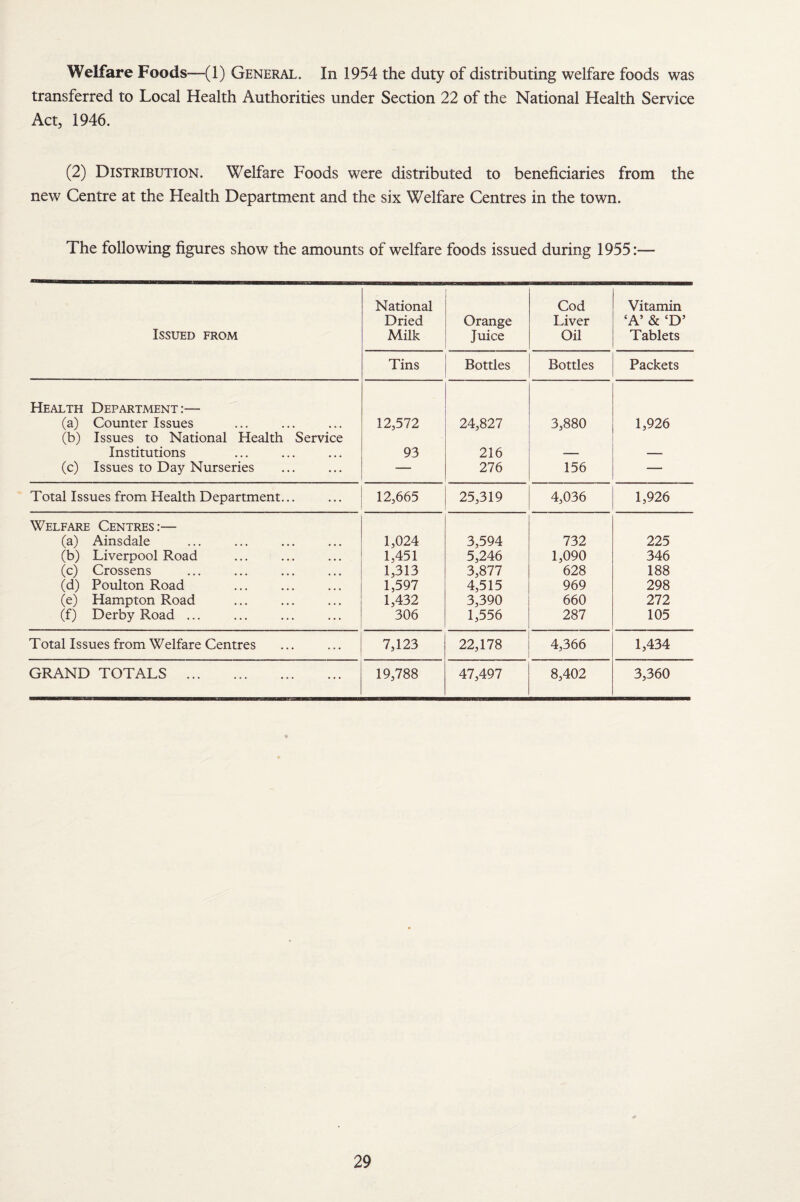 Welfare Foods—(1) GENERAL. In 1954 the duty of distributing welfare foods was
transferred to Local Health Authorities under Section 22 of the National Health Service
Act, 1946.
(2) DISTRIBUTION. Welfare Foods were distributed to beneficiaries from the
new Centre at the Health Department and the six Welfare Centres in the town.
The following figures show the amounts of welfare foods issued during 1955:—
ISSUED FROM | National Dried Milk | Orange Juice | Cod Liver Oil | Vitamin ‘A’ & ‘D’ Tablets
Tins | Bottles | Bottles | Packets
HEALTH DEPARTMENT:—
(a) Counter Issues ... ... ... 12,572 24,827 3,880 1,926
(b) Issues to National Health Service
Institutions ... ... ... 93 216 — —
(c) Issues to Day Nurseries ... ... — 276 156 —
Total Issues from Health Department... ... 12,665 25,319 4,036 1,926
WELFARE CENTRES:—
(a) Ainsdale ... ... ... ... 1,024 3,594 732 225
(b) Liverpool Road ... ... ... 1,451 5,246 1,090 346
(c) Crossens ... ... ... ... 1,313 3,877 628 188
(d) Poulton Road ... ... ... 1,597 4,515 969 298
(e) Hampton Road ... ... ... 1,432 3,390 660 272
(f) Derby Road ... ... ... ... 306 1,556 287 105
Total Issues from Welfare Centres ... ... 7,123 22,178 4,366 1,434
GRAND TOTALS ... ... ... ... 19,788 47,497 8,402 3,360
29